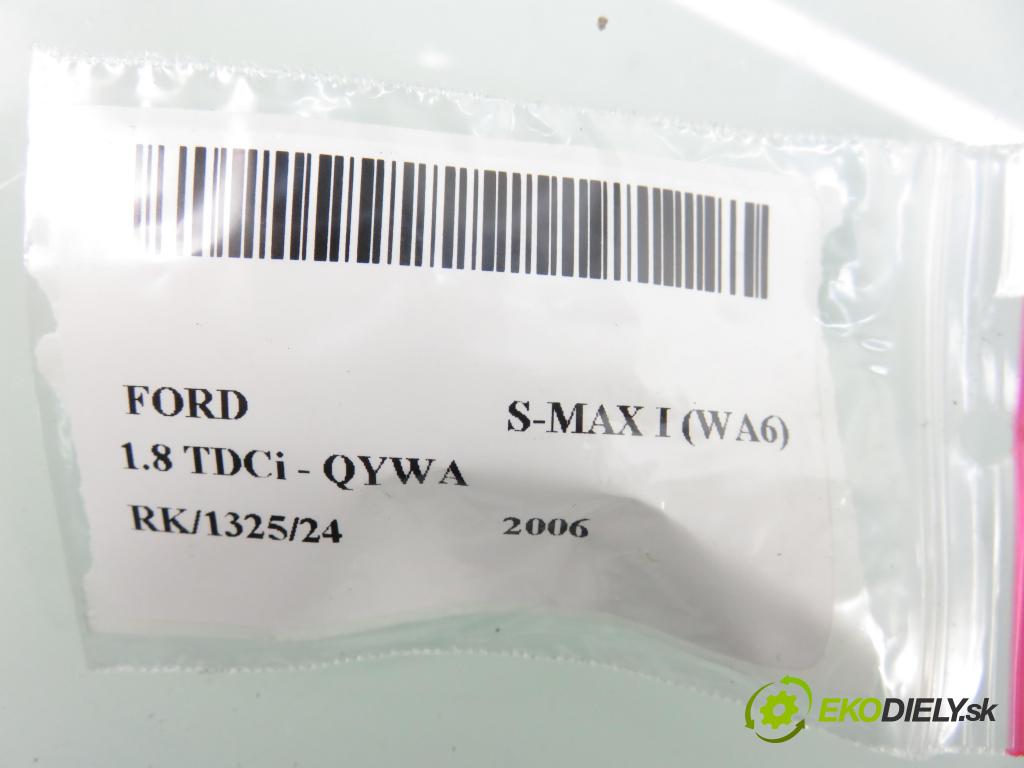 FORD S-MAX I (WA6)
1.8 TDCi - QYWA
RK/1325/24 2006
EKODIELY.sk